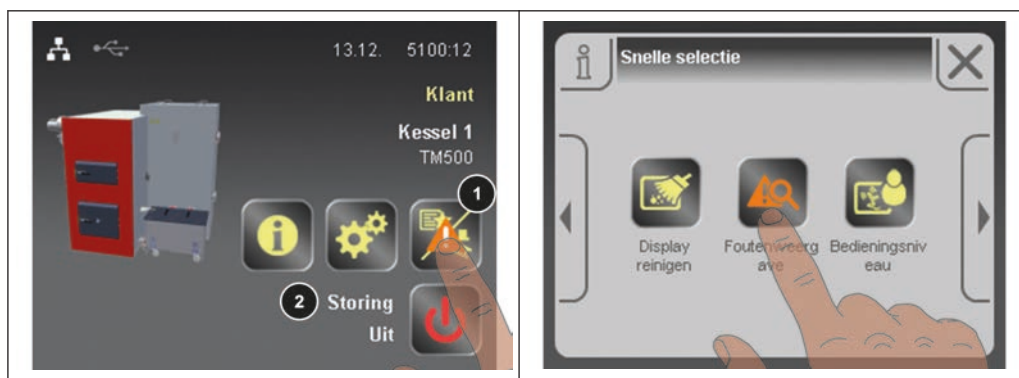 13.12. 5100:12
Klant
Kessel 1
TM500
1
2 Storing
Uit
Snelle selectie
Display
reinigen
Foutenweerg
ave
Bedieningsniv
eau